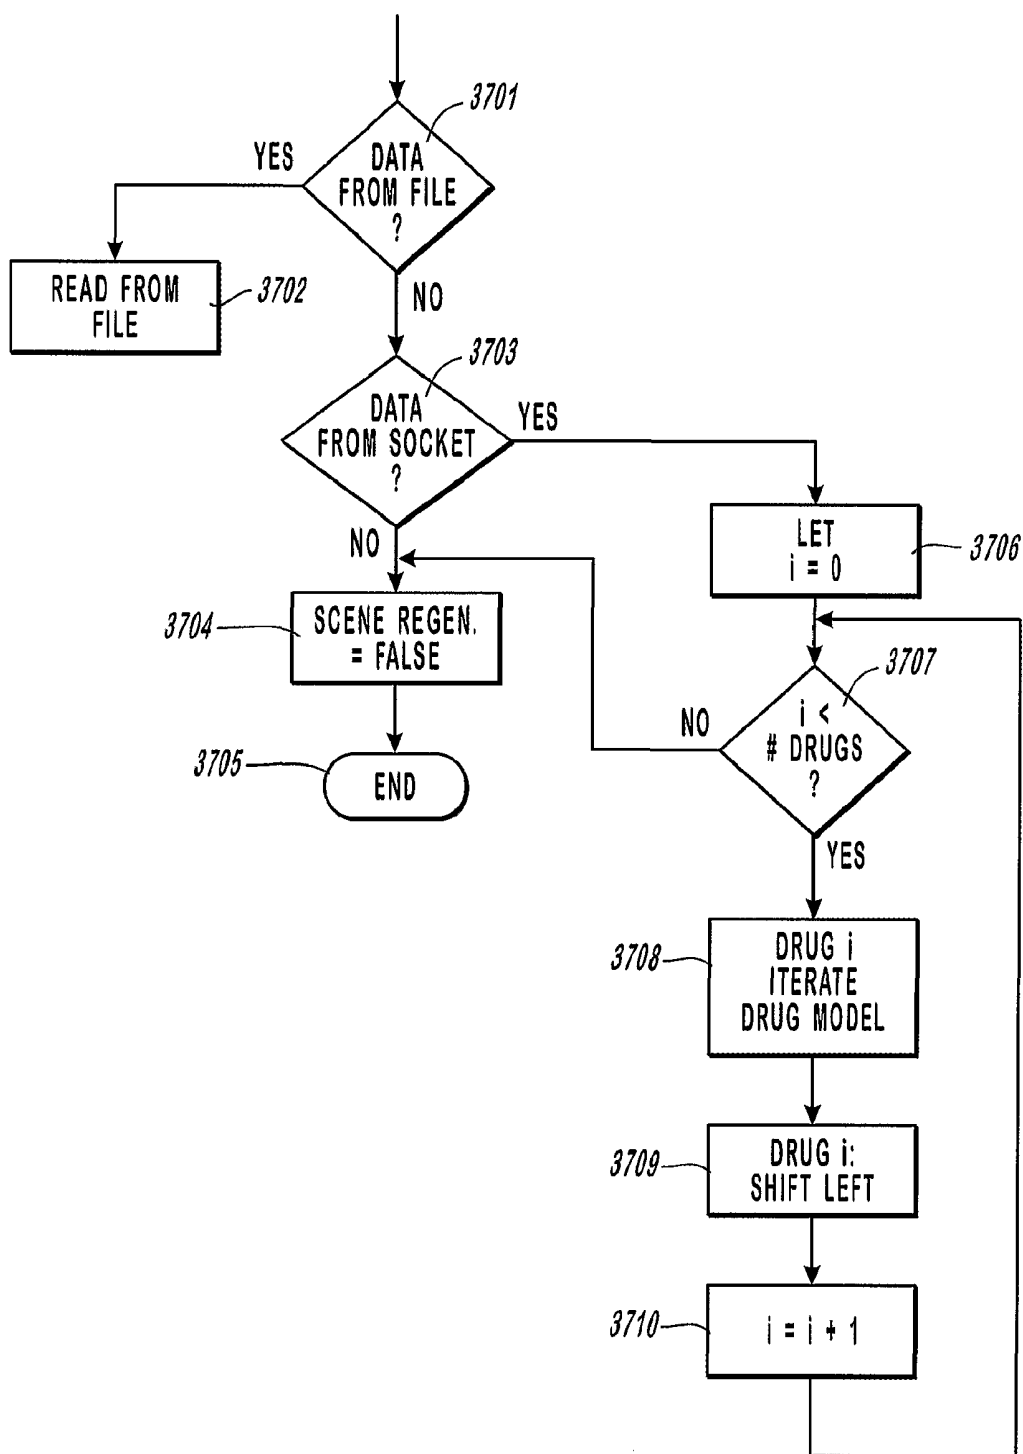 3701
DATA
FROM FILE
?
YES
NO
READ FROM
FILE
3702
3703
DATA
FROM SOCKET
?
YES
NO
LET
i = 0
3706
3704
SCENE REGEN.
= FALSE
3707
i <
# DRUGS
?
NO
YES
3705
END
3708
DRUG i
ITERATE
DRUG MODEL
3709
DRUG i:
SHIFT LEFT
3710
i = i + 1